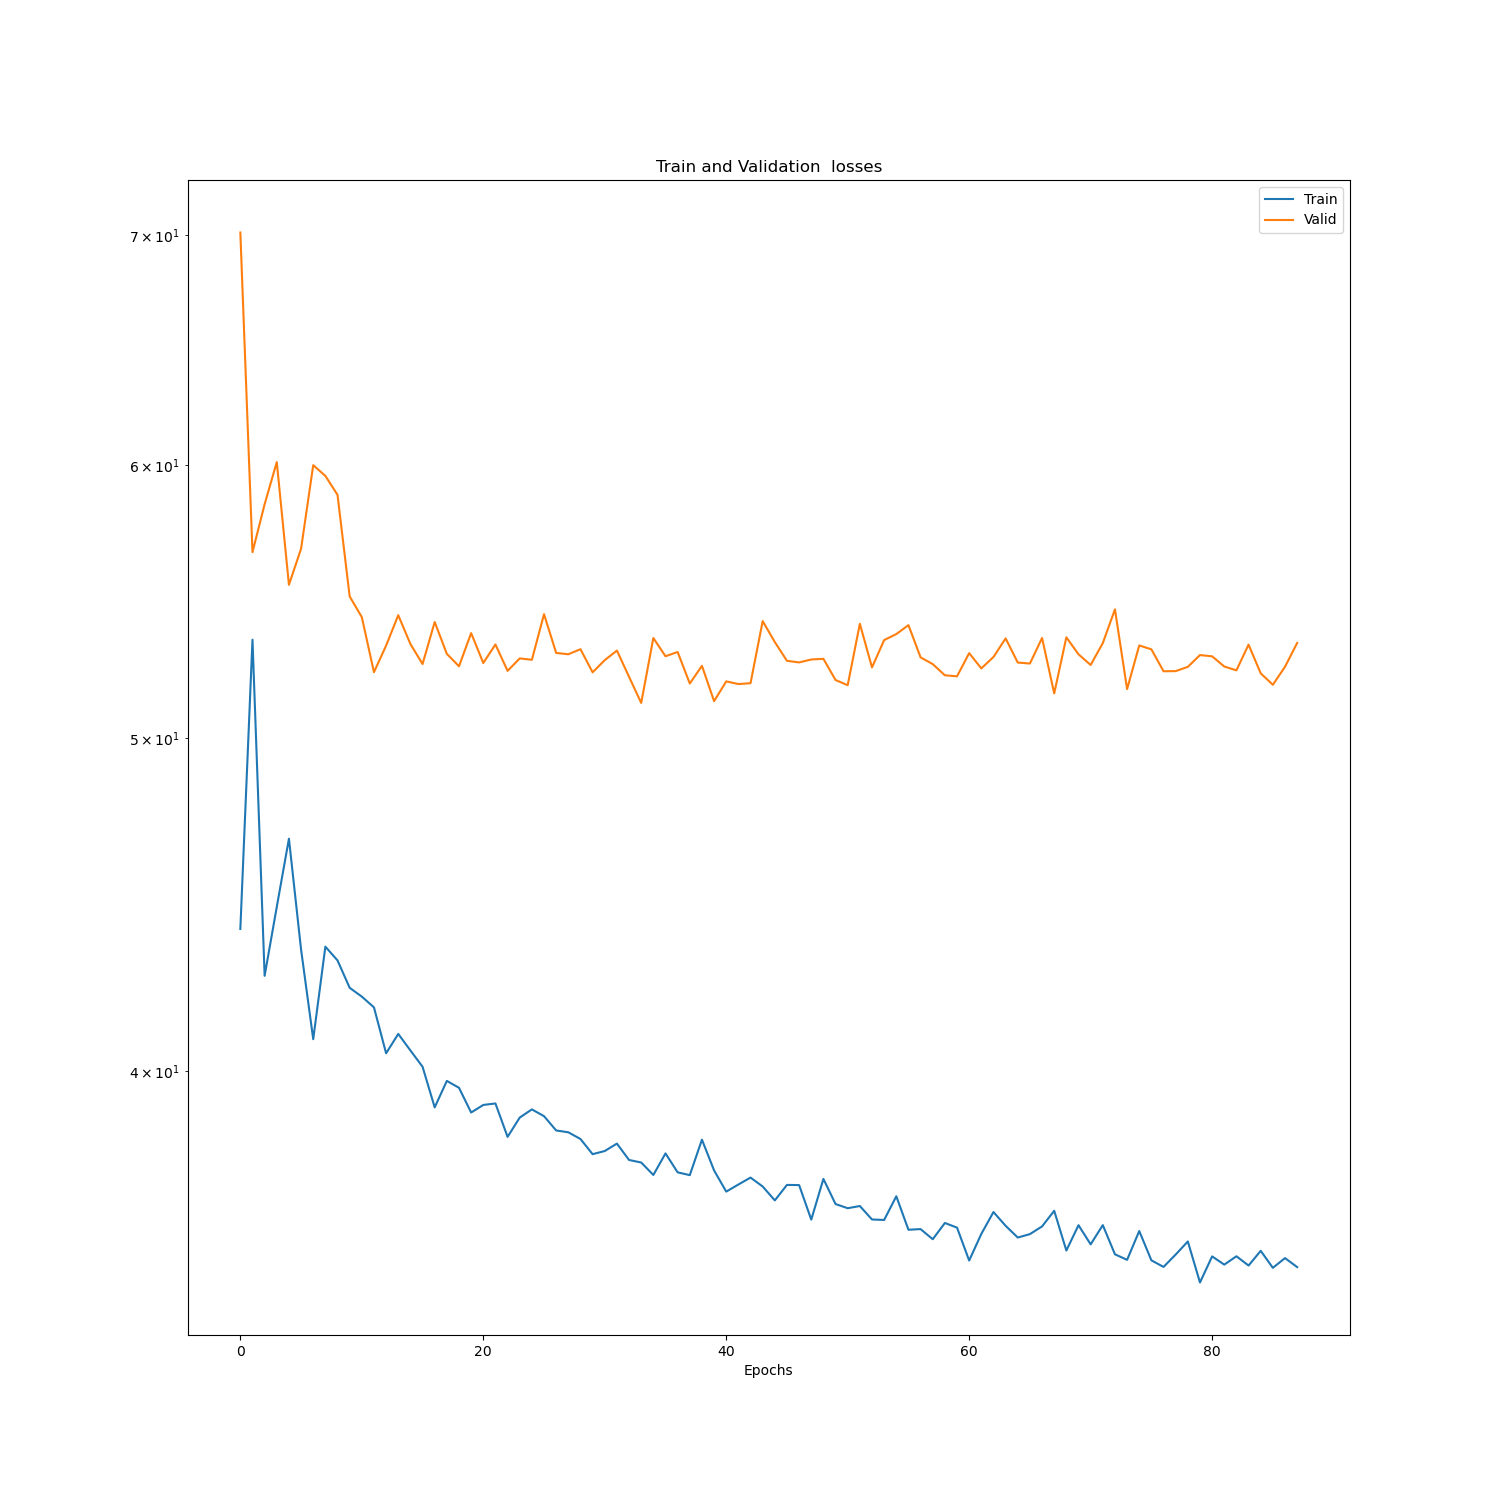 Train and Validation  losses
Train
Valid
7 × 10¹
6 × 10¹
5 × 10¹
4 × 10¹
0 20 40 60 80
Epochs